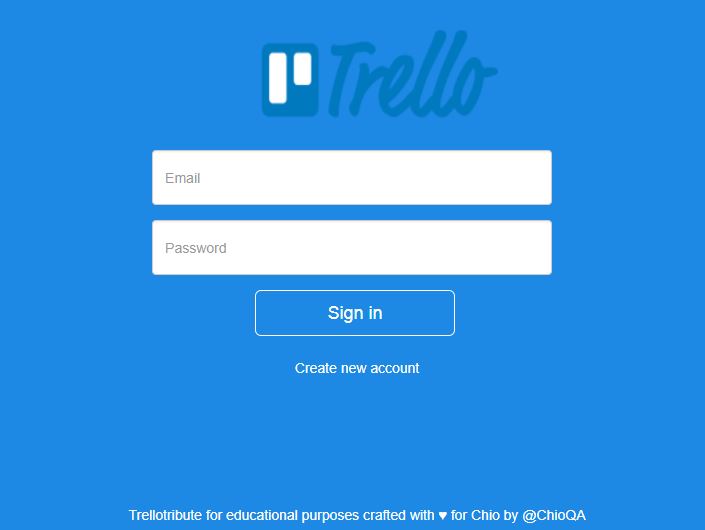 Trello
Email
Password
Sign in
Create new account
Trellotribute for educational purposes crafted with ♥ for Chio by @ChioQA